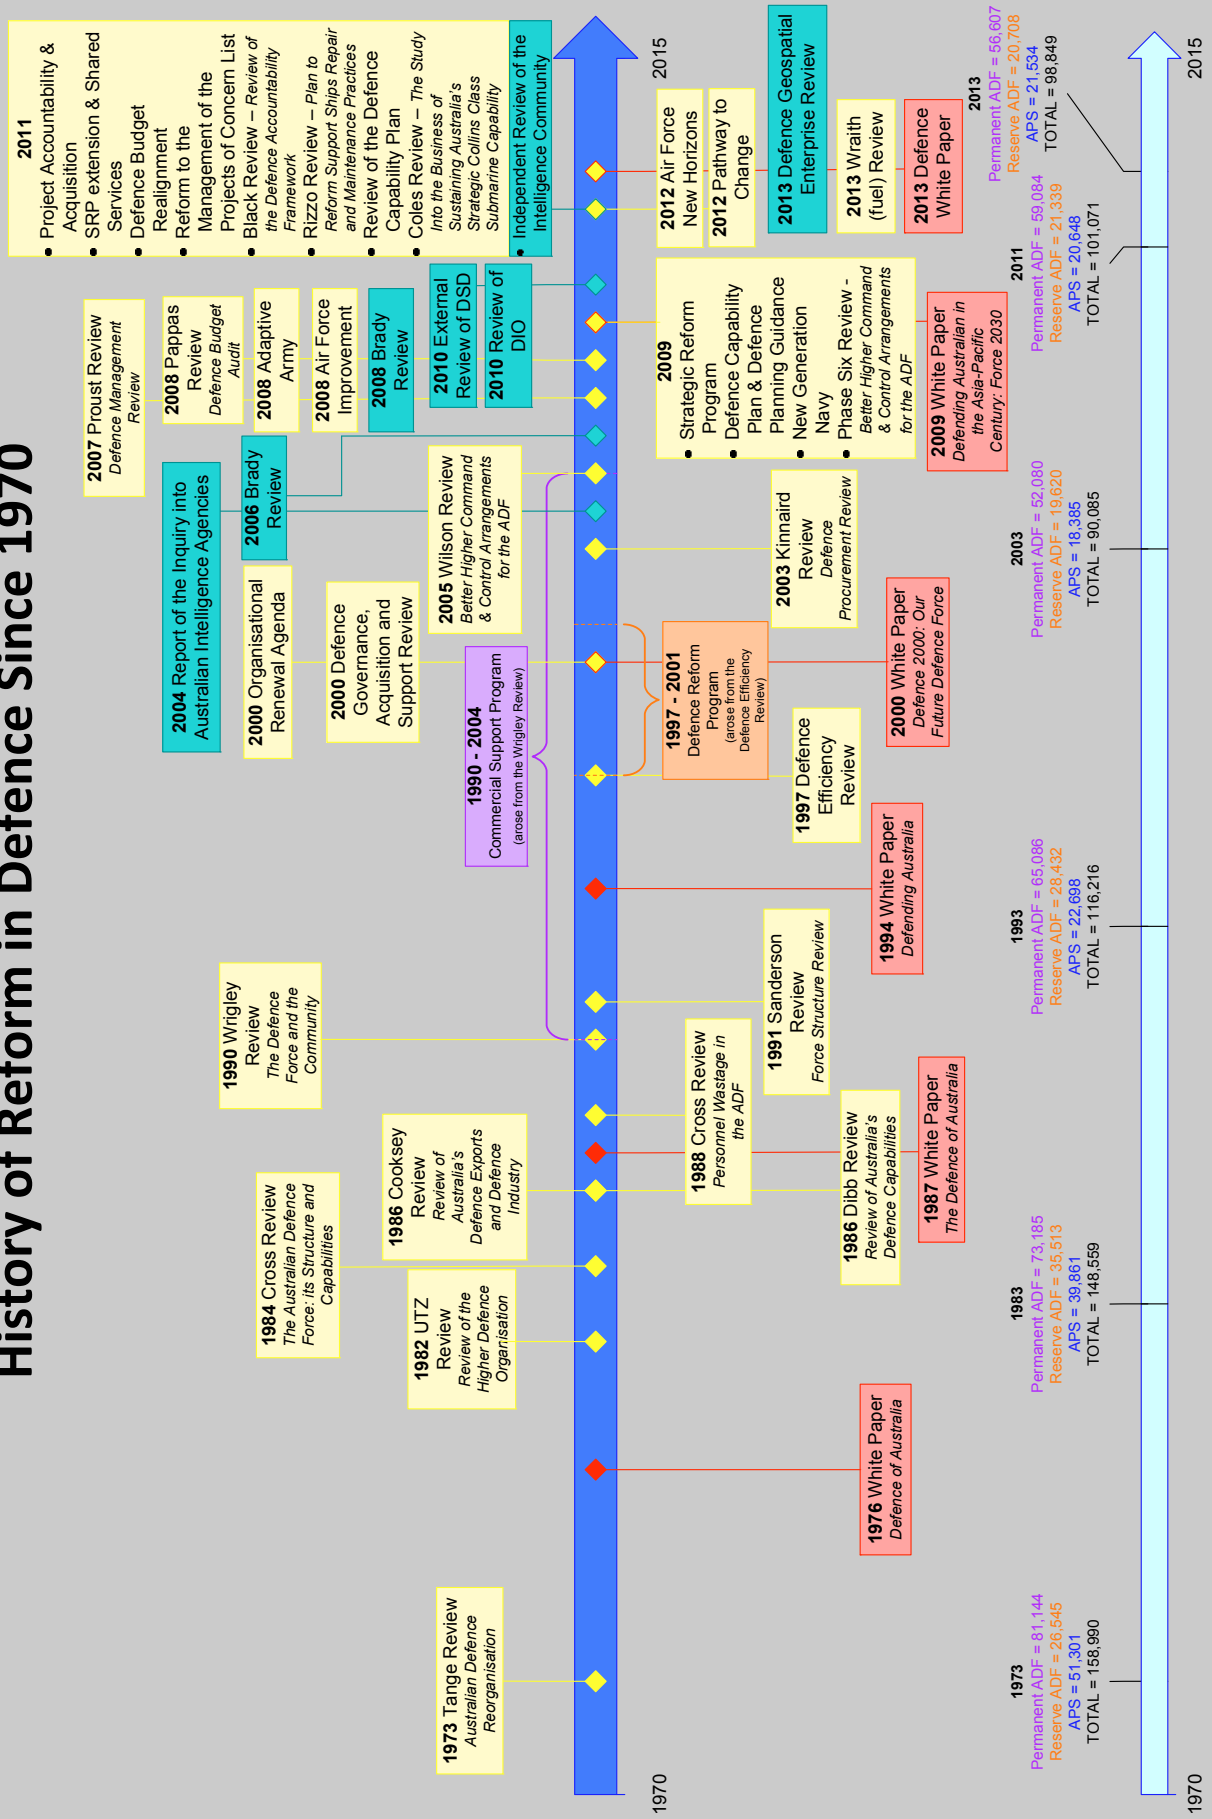 History of Reform in Defence Since 1970
1973 Tange Review
Australian Defence
Reorganisation
1982 UTZ
Review
Review of the
Higher Defence
Organisation
1984 Cross Review
The Australian Defence
Force: its Structure and
Capabilities
1986 Cooksey
Review
Review of
Australia's
Defence Exports
and Defence
Industry
1990 Wrigley
Review
The Defence
Force and the
Community
1990 - 2004
Commercial Support Program
(arose from the Wrigley Review)
2004 Report of the Inquiry into
Australian Intelligence Agencies
2000 Organisational
Renewal Agenda
2000 Defence
Governance,
Acquisition and
Support Review
2006 Brady
Review
2005 Wilson Review
Better Higher Command
& Control Arrangements
for the ADF
2007 Proust Review
Defence Management
Review
2008 Pappas
Review
Defence Budget
Audit
2008 Adaptive
Army
2008 Air Force
Improvement
2008 Brady
Review
2010 External
Review of DSD
2010 Review of
DIO
2011
• Project Accountability &
Acquisition
• SRP extension & Shared
Services
• Defence Budget
Realignment
• Reform to the
Management of the
Projects of Concern List
• Black Review – Review of
the Defence Accountability
Framework
• Rizzo Review – Plan to
Reform Support Ships Repair
and Maintenance Practices
• Review of the Defence
Capability Plan
• Coles Review – The Study
Into the Business of
Sustaining Australia's
Strategic Collins Class
Submarine Capability
• Independent Review of the
Intelligence Community
1970
2015
1976 White Paper
Defence of Australia
1986 Dibb Review
Review of Australia's
Defence Capabilities
1987 White Paper
The Defence of Australia
1988 Cross Review
Personnel Wastage in
the ADF
1991 Sanderson
Review
Force Structure Review
1994 White Paper
Defending Australia
1997 Defence
Efficiency
Review
1997 - 2001
Defence Reform
Program
(arose from the
Defence Efficiency
Review)
2000 White Paper
Defence 2000: Our
Future Defence Force
2003 Kinnaird
Review
Defence
Procurement Review
2009
• Strategic Reform
Program
• Defence Capability
Plan & Defence
Planning Guidance
• New Generation
Navy
• Phase Six Review -
Better Higher Command
& Control Arrangements
for the ADF
2009 White Paper
Defending Australian in
the Asia-Pacific
Century: Force 2030
2012 Air Force
New Horizons
2012 Pathway to
Change
2013 Defence Geospatial
Enterprise Review
2013 Wraith
(fuel) Review
2013 Defence
White Paper
1973
Permanent ADF = 81,144
Reserve ADF = 26,545
APS = 51,301
TOTAL = 158,990
1983
Permanent ADF = 73,185
Reserve ADF = 35,513
APS = 39,861
TOTAL = 148,559
1993
Permanent ADF = 65,086
Reserve ADF = 28,432
APS = 22,698
TOTAL = 116,216
2003
Permanent ADF = 52,080
Reserve ADF = 19,620
APS = 18,385
TOTAL = 90,085
2011
Permanent ADF = 59,084
Reserve ADF = 21,339
APS = 20,648
TOTAL = 101,071
2013
Permanent ADF = 56,607
Reserve ADF = 20,708
APS = 21,534
TOTAL = 98,849
1970
2015